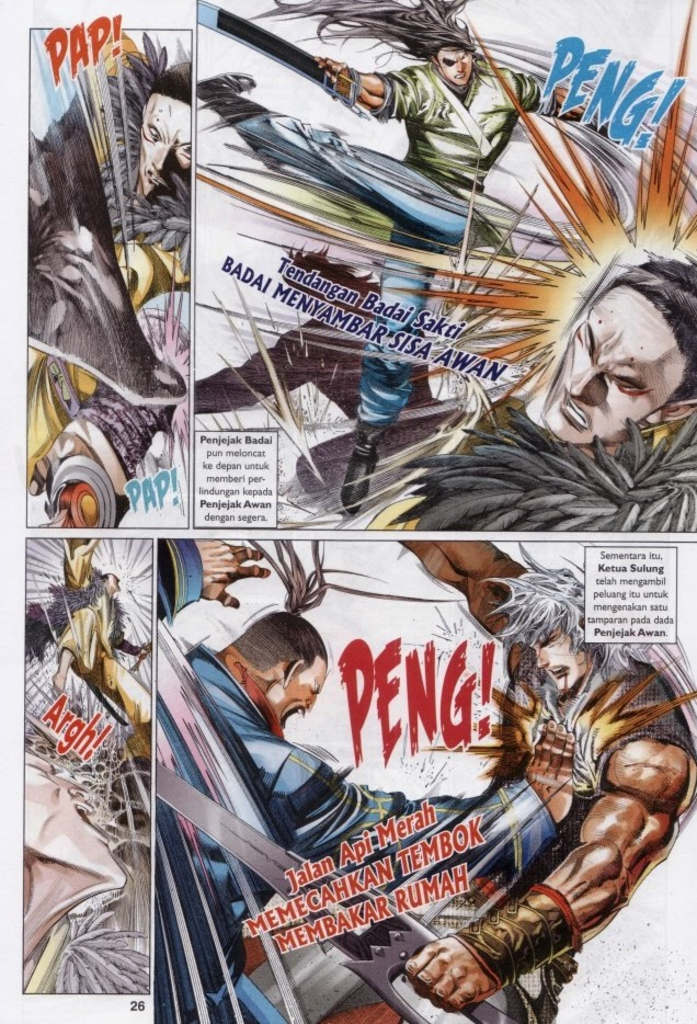 PAP!
PENG!
Tendangan Badai Sakti
BADAI MENYAMBAR SISA AWAN
PAP!
Penjejak Badai
pun meloncat
ke depan untuk
memberi per-
lindungan kepada
Penjejak Awan
dengan segera.
Argh!
Sementara itu,
Ketua Sulung
telah mengambil
peluang itu untuk
mengenakan satu
tamparan pada dada
Penjejak Awan.
PENG!
Jalan Api Merah
MEMECAHKAN TEMBOK
MEMBAKAR RUMAH
26